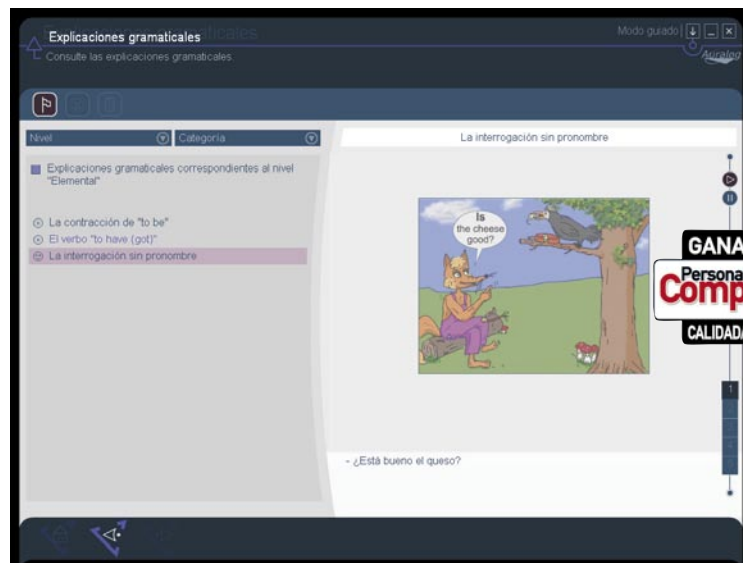 Explicaciones gramaticales
Modo guiado
Consulte las explicaciones gramaticales.
Auralog
Nivel
Categoría
La interrogación sin pronombre
Explicaciones gramaticales correspondientes al nivel
"Elemental"
La contracción de "to be"
El verbo "to have (got)"
La interrogación sin pronombre
Is
the cheese
good?
GANA
Persona
Comp
CALIDAD
1
- ¿Está bueno el queso?